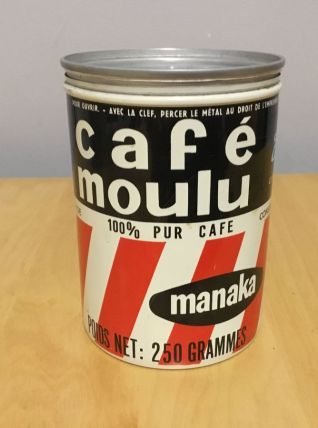 POUR OUVRIR. - AVEC LA CLEF, PERCER LE MÉTAL AU DROIT DE
café
moulu
100% PUR CAFE
manaka
POIDS NET: 250 GRAMMES